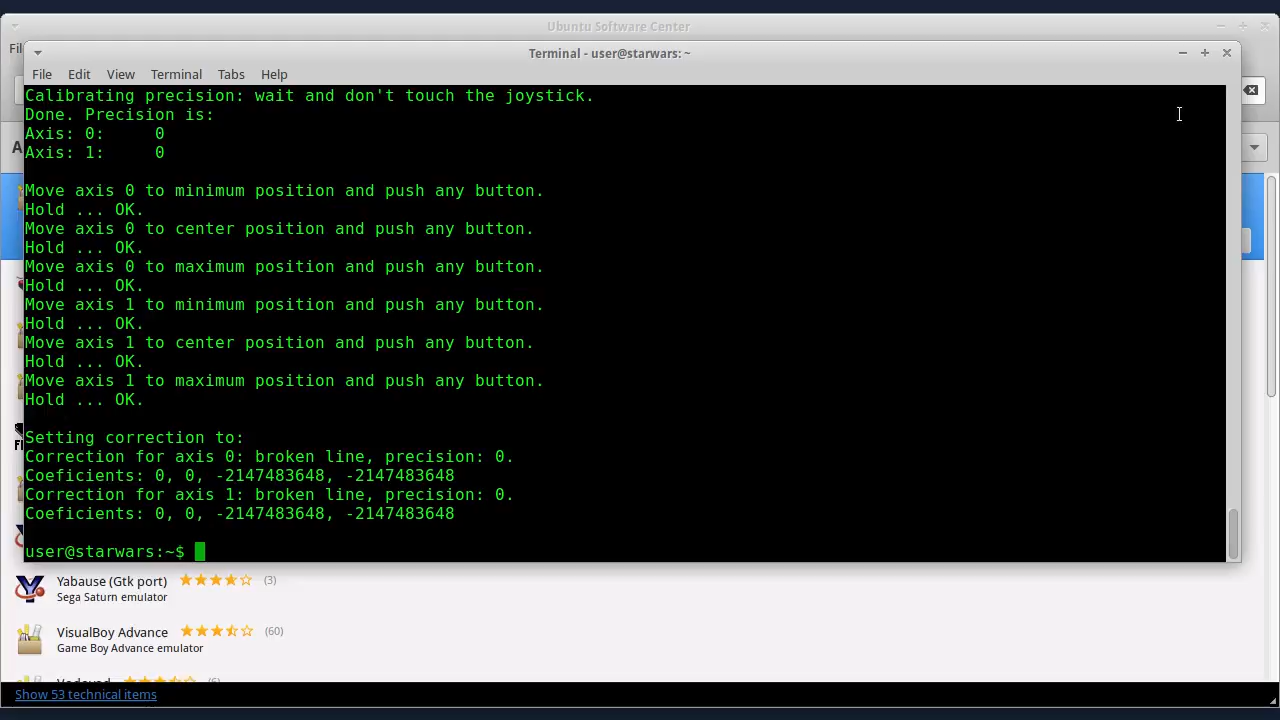 Ubuntu Software Center
Fil
Terminal - user@starwars: ~
File Edit View Terminal Tabs Help
Calibrating precision: wait and don't touch the joystick.
Done. Precision is:
Axis: 0:     0
Axis: 1:     0
Move axis 0 to minimum position and push any button.
Hold ... OK.
Move axis 0 to center position and push any button.
Hold ... OK.
Move axis 0 to maximum position and push any button.
Hold ... OK.
Move axis 1 to minimum position and push any button.
Hold ... OK.
Move axis 1 to center position and push any button.
Hold ... OK.
Move axis 1 to maximum position and push any button.
Hold ... OK.
Setting correction to:
Correction for axis 0: broken line, precision: 0.
Coeficients: 0, 0, -2147483648, -2147483648
Correction for axis 1: broken line, precision: 0.
Coeficients: 0, 0, -2147483648, -2147483648
user@starwars:~$
Yabause (Gtk port) (3)
Sega Saturn emulator
VisualBoy Advance (60)
Game Boy Advance emulator
Show 53 technical items